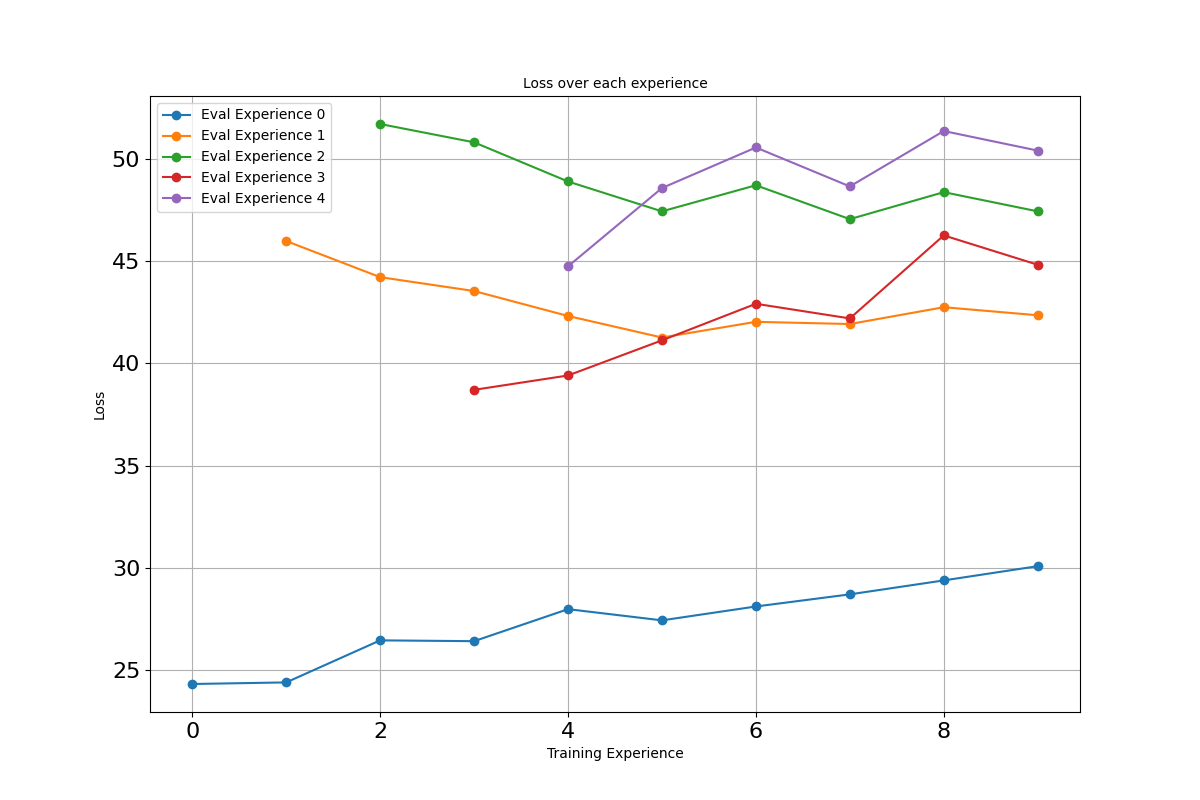 Loss over each experience
Eval Experience 0
Eval Experience 1
Eval Experience 2
Eval Experience 3
Eval Experience 4
50
45
40
35
30
25
Loss
0 2 4 6 8
Training Experience